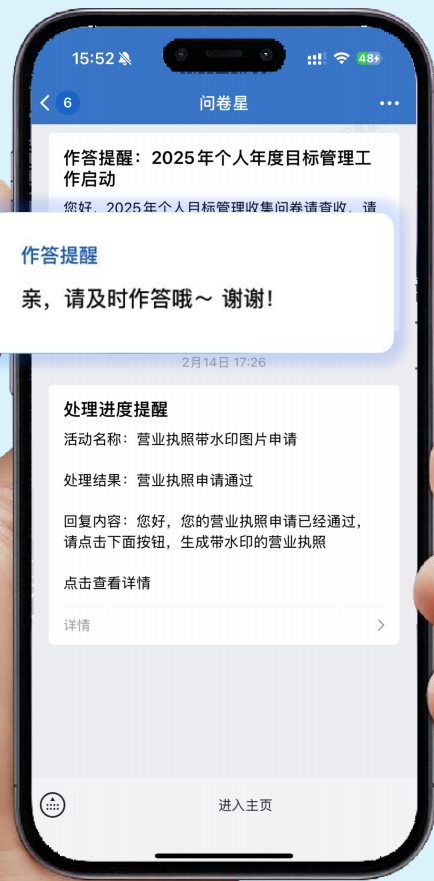 15:52
48
6
问卷星
作答提醒：2025年个人年度目标管理工
作启动
您好，2025年个人目标管理收集问卷请查收，请
作答提醒
亲，请及时作答哦～ 谢谢！
2月14日 17:26
处理进度提醒
活动名称：营业执照带水印图片申请
处理结果：营业执照申请通过
回复内容：您好，您的营业执照申请已经通过，
请点击下面按钮，生成带水印的营业执照
点击查看详情
详情
进入主页